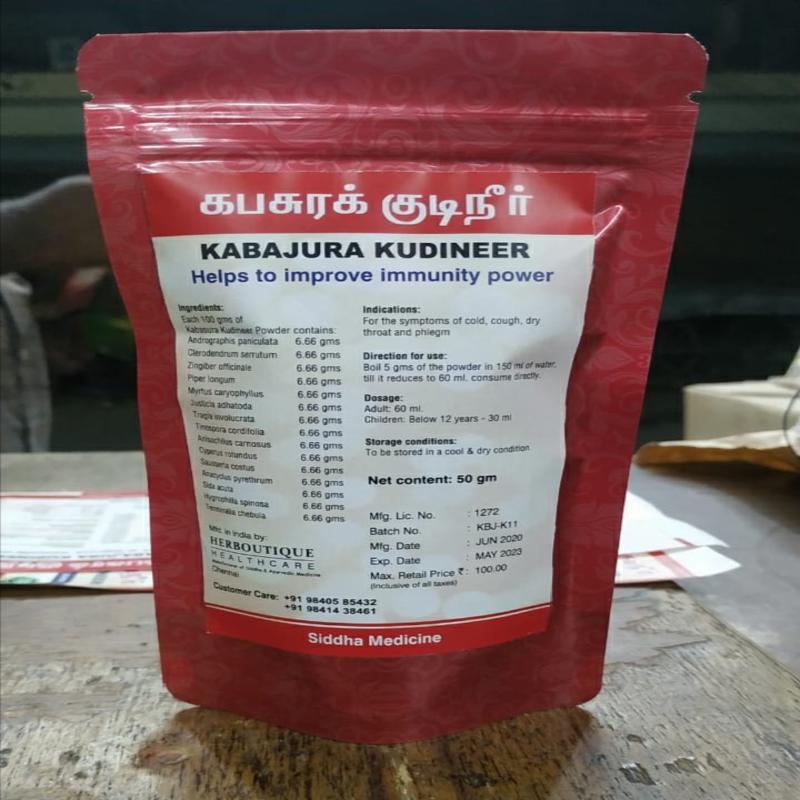 கபசுரக் குடிநீர்
KABAJURA KUDINEER
Helps to improve immunity power
Ingredients:
Each 100 gms of
Kabasura Kudineer Powder contains:
Andrographis paniculata 6.66 gms
Clerodendrum serrutum 6.66 gms
Zingiber officinale 6.66 gms
Piper longum 6.66 gms
Myrtus caryophyllus 6.66 gms
Justicia adhatoda 6.66 gms
Tragia involucrata 6.66 gms
Tinospora cordifolia 6.66 gms
Anisochilus carnosus 6.66 gms
Cyperus rotundus 6.66 gms
Saussuria costus 6.66 gms
Anacyclus pyrethrum 6.66 gms
Sida acuta 6.66 gms
Hygrophilla spinosa 6.66 gms
Terminalia chebula 6.66 gms
Mfd. in India by:
HERBOUTIQUE
HEALTHCARE
Manufacturer of Siddha & Ayurvedic Medicine
Chennai
Customer Care: +91 98405 85432
+91 98414 38461
Indications:
For the symptoms of cold, cough, dry
throat and phlegm
Direction for use:
Boil 5 gms of the powder in 150 ml of water,
till it reduces to 60 ml. consume directly.
Dosage:
Adult: 60 ml.
Children: Below 12 years - 30 ml
Storage conditions:
To be stored in a cool & dry condition
Net content: 50 gm
Mfg. Lic. No. : 1272
Batch No. : KBJ-K11
Mfg. Date : JUN 2020
Exp. Date : MAY 2023
Max. Retail Price ₹ : 100.00
(Inclusive of all taxes)
Siddha Medicine